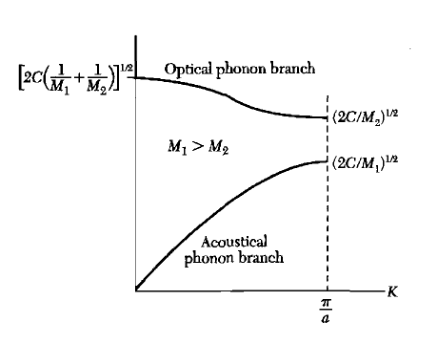 [2C(1/M₁ + 1/M₂)]^1/2
Optical phonon branch
(2C/M₂)^1/2
M₁ > M₂
(2C/M₁)^1/2
Acoustical
phonon branch
K
π/a